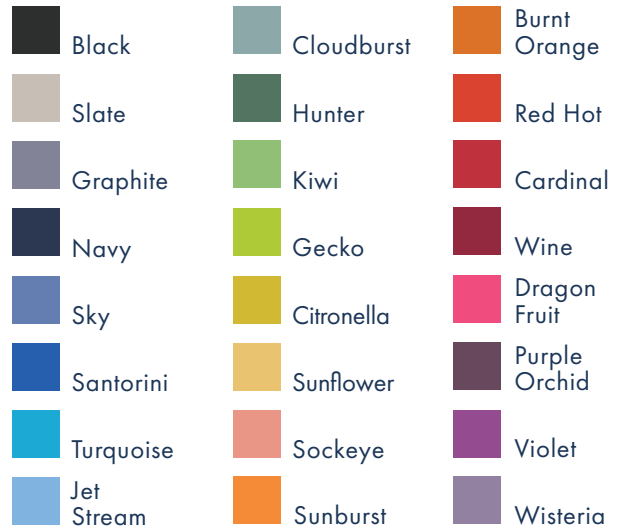 Black
Slate
Graphite
Navy
Sky
Santorini
Turquoise
Jet
Stream
Cloudburst
Hunter
Kiwi
Gecko
Citronella
Sunflower
Sockeye
Sunburst
Burnt
Orange
Red Hot
Cardinal
Wine
Dragon
Fruit
Purple
Orchid
Violet
Wisteria